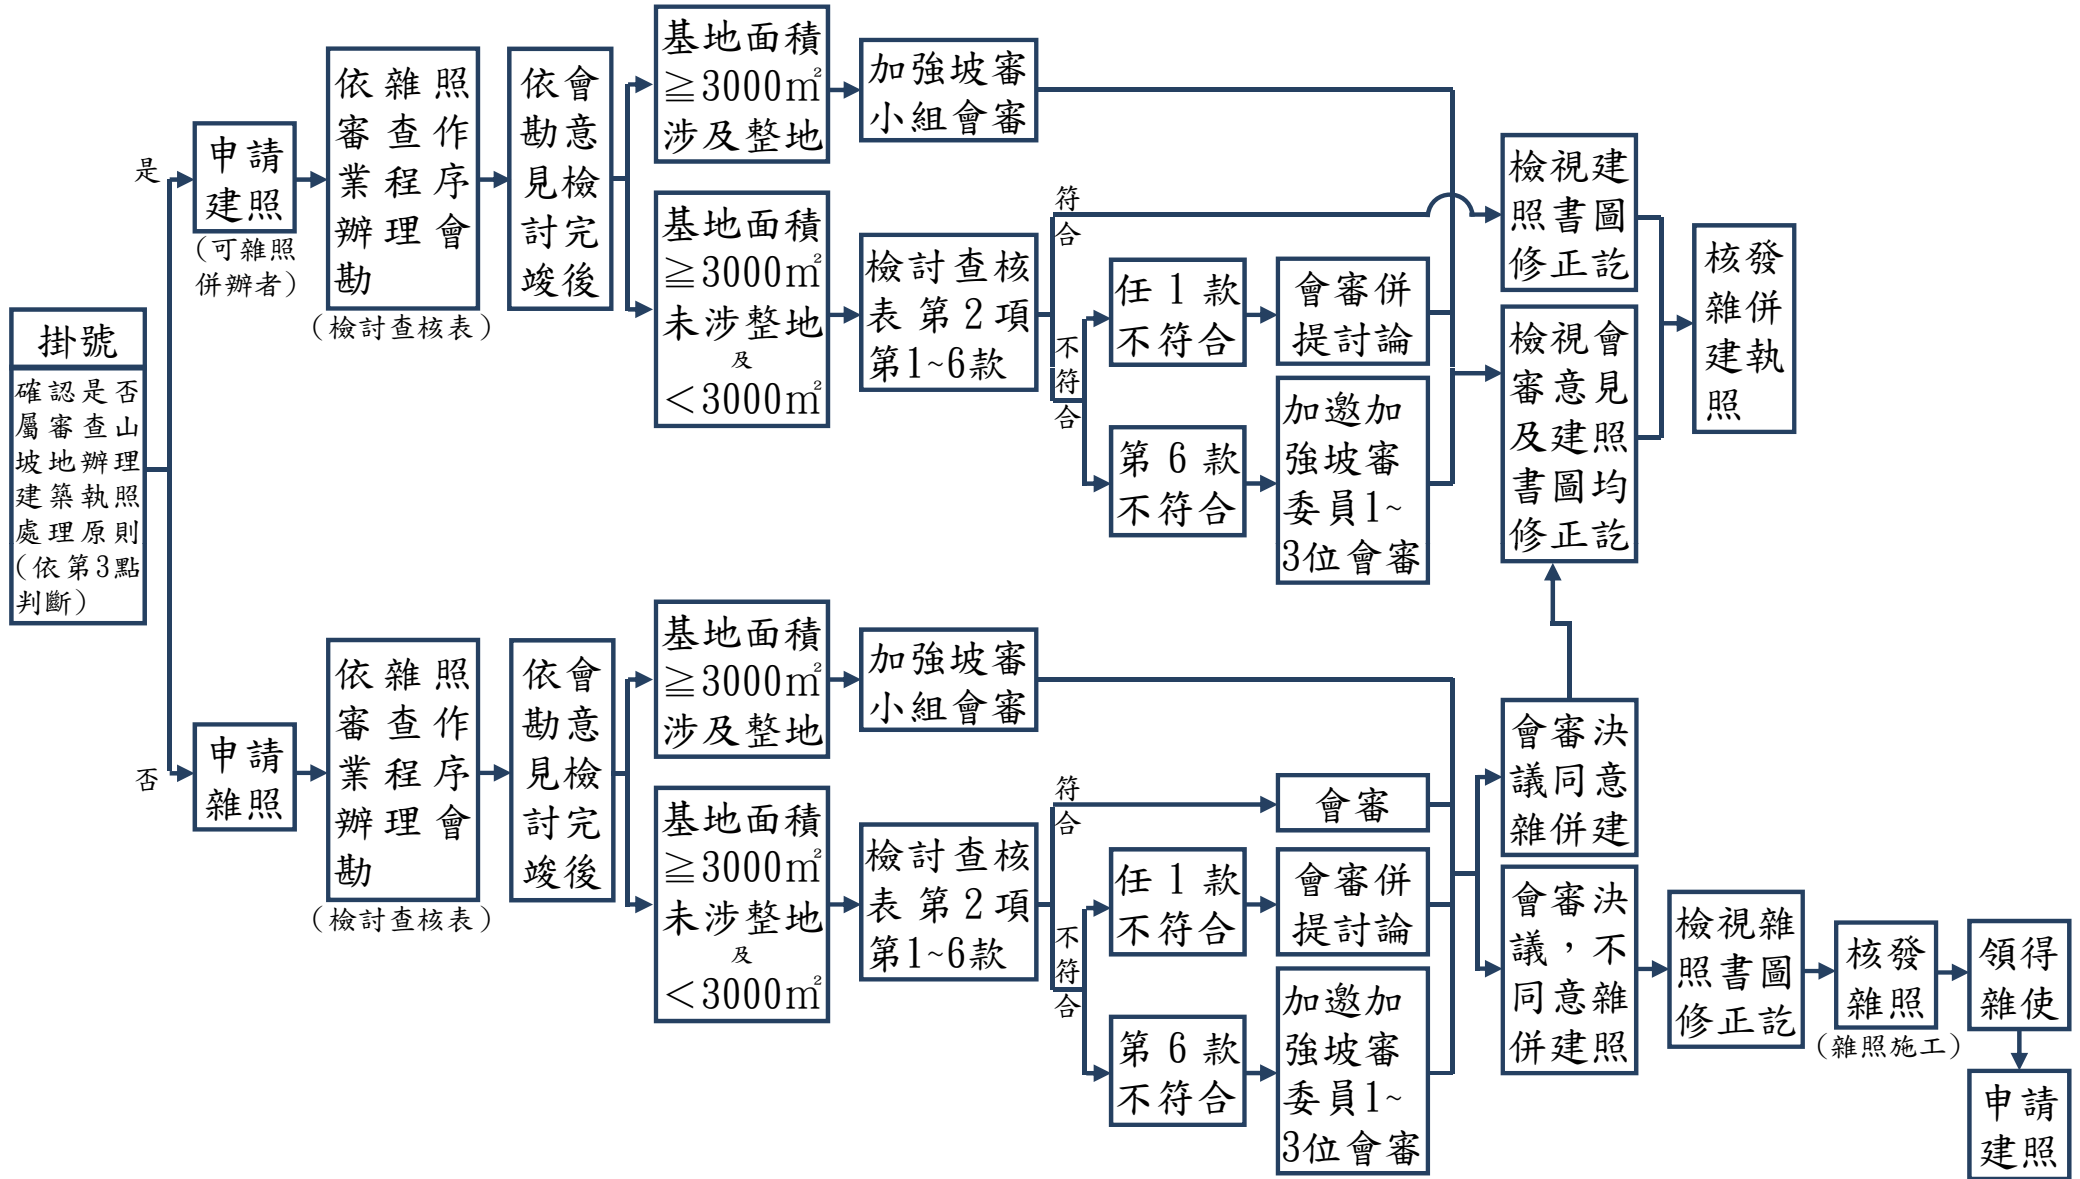 掛號
確認是否
屬審查山
坡地辦理
建築執照
處理原則
(依第3點
判斷)
是
申請
建照
(可雜照
併辦者)
依雜照
審查作
業程序
辦理會
勘
(檢討查核表)
依會
勘意
見檢
討完
竣後
基地面積
≧3000㎡
涉及整地
加強坡審
小組會審
基地面積
≧3000㎡
未涉整地
及
<3000㎡
檢討查核
表第2項
第1~6款
符
合
不
符
合
任1款
不符合
會審併
提討論
第6款
不符合
加邀加
強坡審
委員1~
3位會審
檢視建
照書圖
修正訖
檢視會
審意見
及建照
書圖均
修正訖
核發
雜併
建執
照
否
申請
雜照
依雜照
審查作
業程序
辦理會
勘
(檢討查核表)
依會
勘意
見檢
討完
竣後
基地面積
≧3000㎡
涉及整地
加強坡審
小組會審
基地面積
≧3000㎡
未涉整地
及
<3000㎡
檢討查核
表第2項
第1~6款
符
合
會審
不
符
合
任1款
不符合
會審併
提討論
第6款
不符合
加邀加
強坡審
委員1~
3位會審
會審決
議同意
雜併建
會審決
議,不
同意雜
併建照
檢視雜
照書圖
修正訖
核發
雜照
(雜照施工)
領得
雜使
申請
建照